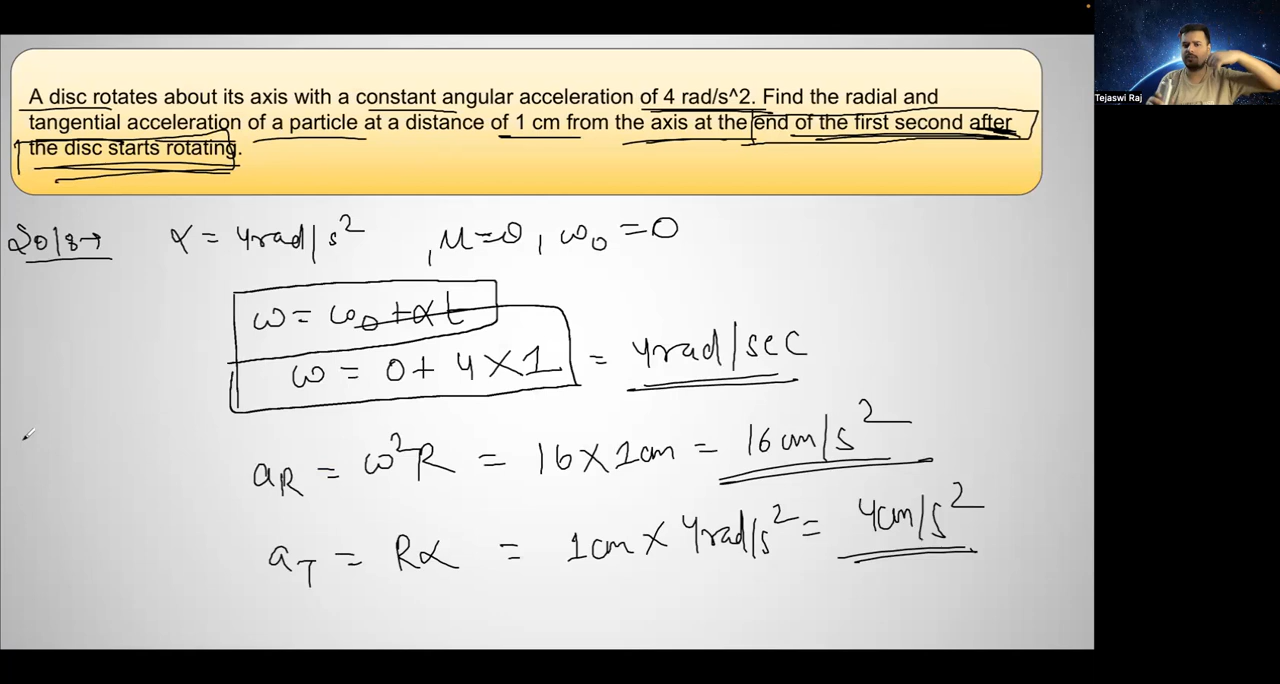 A disc rotates about its axis with a constant angular acceleration of 4 rad/s^2. Find the radial and
tangential acceleration of a particle at a distance of 1 cm from the axis at the end of the first second after
the disc starts rotating.
Tejaswi Raj
Sol:→ α = 4rad/s² , u=0, ω₀ = 0
ω = ω₀ + αt
ω = 0 + 4 × 1 = 4rad/sec
a_R = ω²R = 16 × 1cm = 16 cm/s²
a_T = Rα = 1cm × 4rad/s² = 4cm/s²